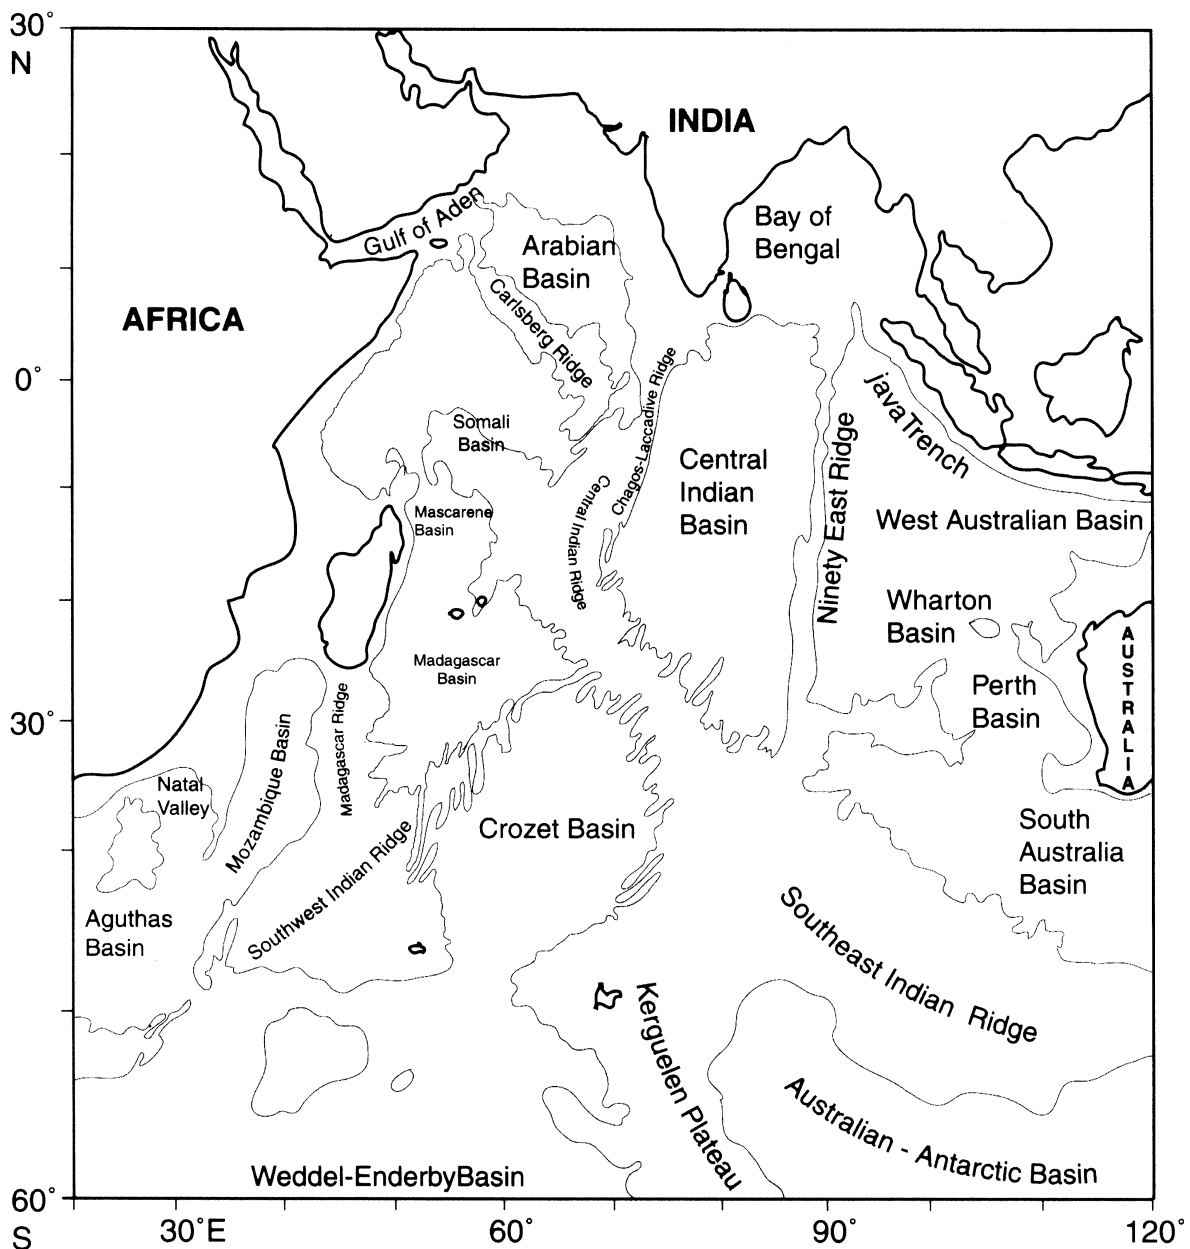 30°
N
INDIA
Bay of
Bengal
Gulf of Aden
Arabian
Basin
AFRICA
Carlsberg Ridge
0°
Chagos-Laccadive Ridge
javaTrench
Somali
Basin
Central
Indian
Basin
Ninety East Ridge
Central Indian Ridge
Mascarene
Basin
West Australian Basin
Wharton
Basin
AUSTRALIA
Madagascar
Basin
Perth
Basin
30°
Madagascar Ridge
Mozambique Basin
Natal
Valley
Crozet Basin
South
Australia
Basin
Southwest Indian Ridge
Aguthas
Basin
Southeast Indian Ridge
Kerguelen Plateau
Australian - Antarctic Basin
Weddel-EnderbyBasin
60°
S
30°E
60°
90°
120°